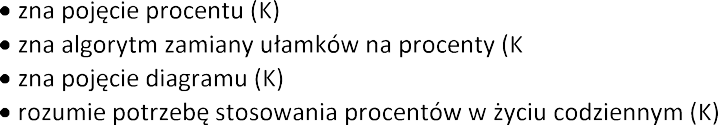 • zna pojęcie procentu (K)
• zna algorytm zamiany ułamków na procenty (K
• zna pojęcie diagramu (K)
• rozumie potrzebę stosowania procentów w życiu codziennym (K)